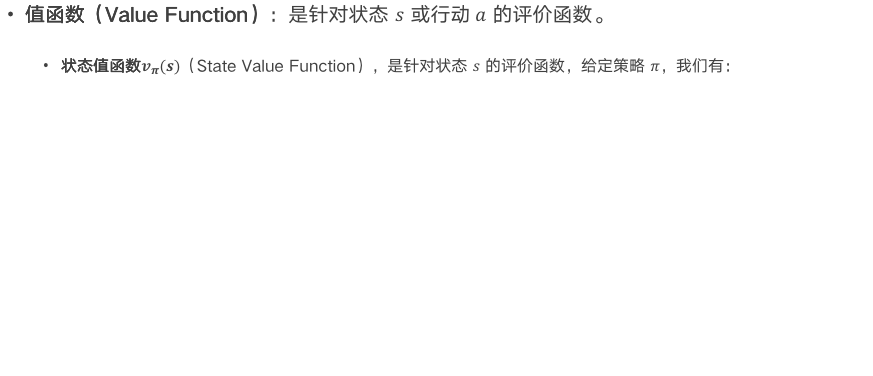 • 值函数（Value Function）: 是针对状态 s 或行动 a 的评价函数。
• 状态值函数vπ(s)（State Value Function）, 是针对状态 s 的评价函数, 给定策略 π, 我们有: